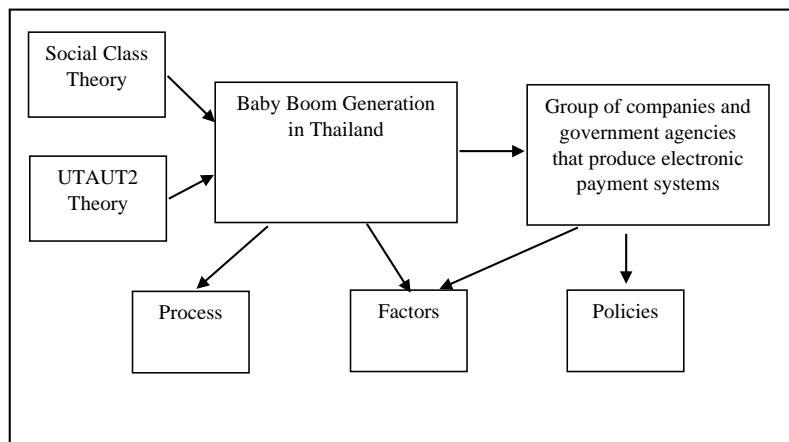 Social Class
Theory
Baby Boom Generation
in Thailand
Group of companies and
government agencies
that produce electronic
payment systems
UTAUT2
Theory
Process
Factors
Policies